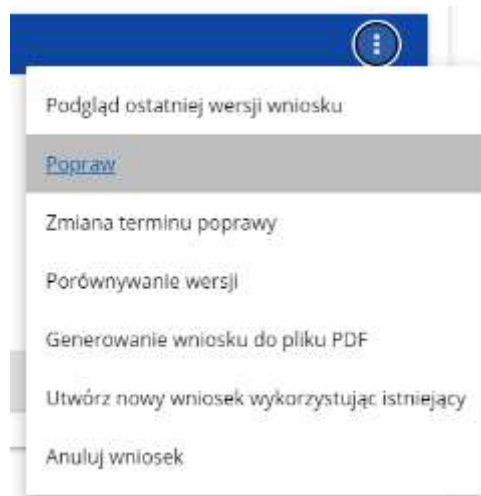 Podgląd ostatniej wersji wniosku
Popraw
Zmiana terminu poprawy
Porównywanie wersji
Generowanie wniosku do pliku PDF
Utwórz nowy wniosek wykorzystując istniejący
Anuluj wniosek